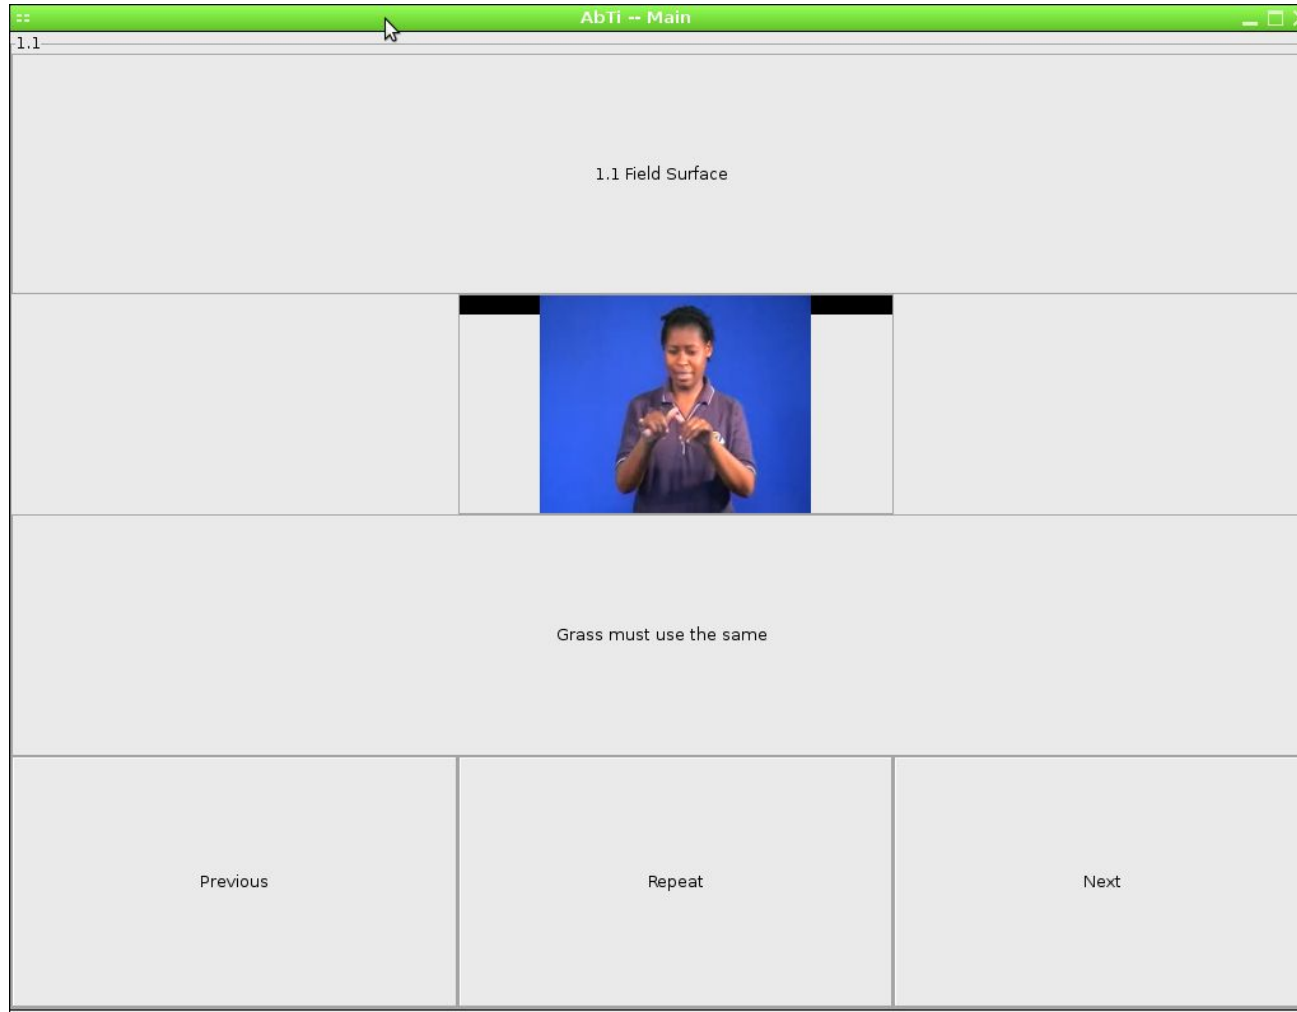 AbTi -- Main
1.1
1.1 Field Surface
Grass must use the same
Previous
Repeat
Next